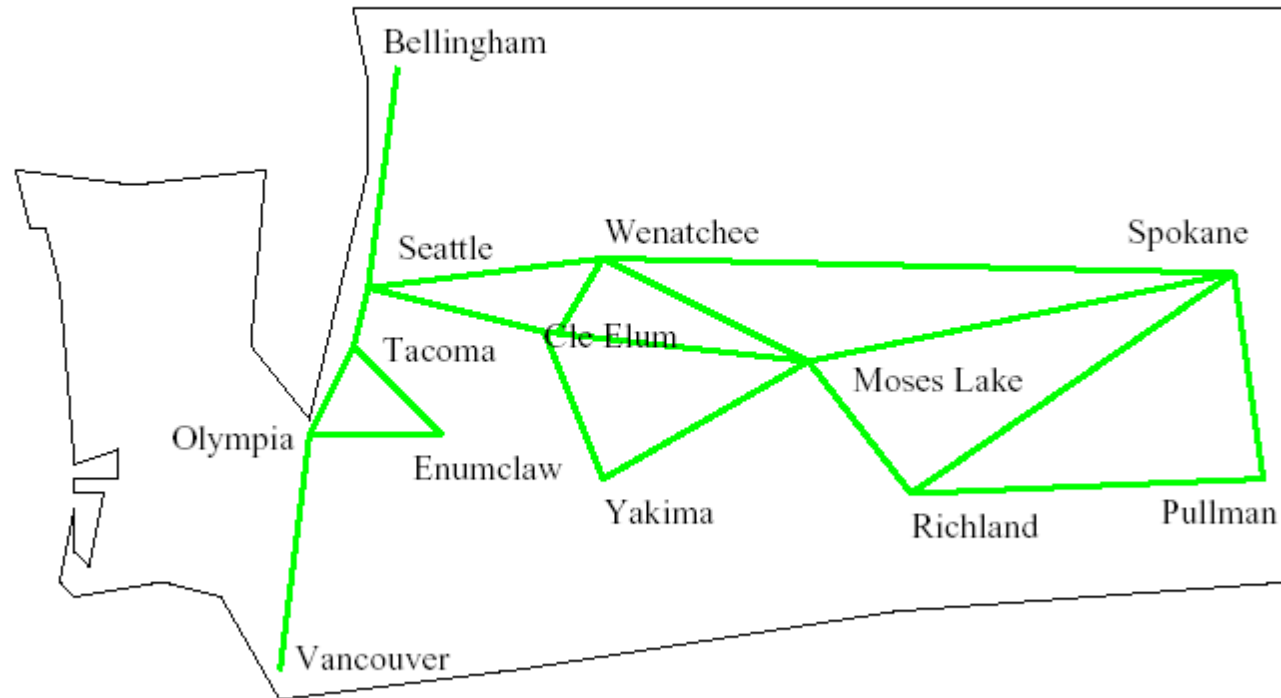 Bellingham
Wenatchee
Spokane
Seattle
Cle Elum
Tacoma
Moses Lake
Olympia
Enumclaw
Yakima
Richland
Pullman
Vancouver